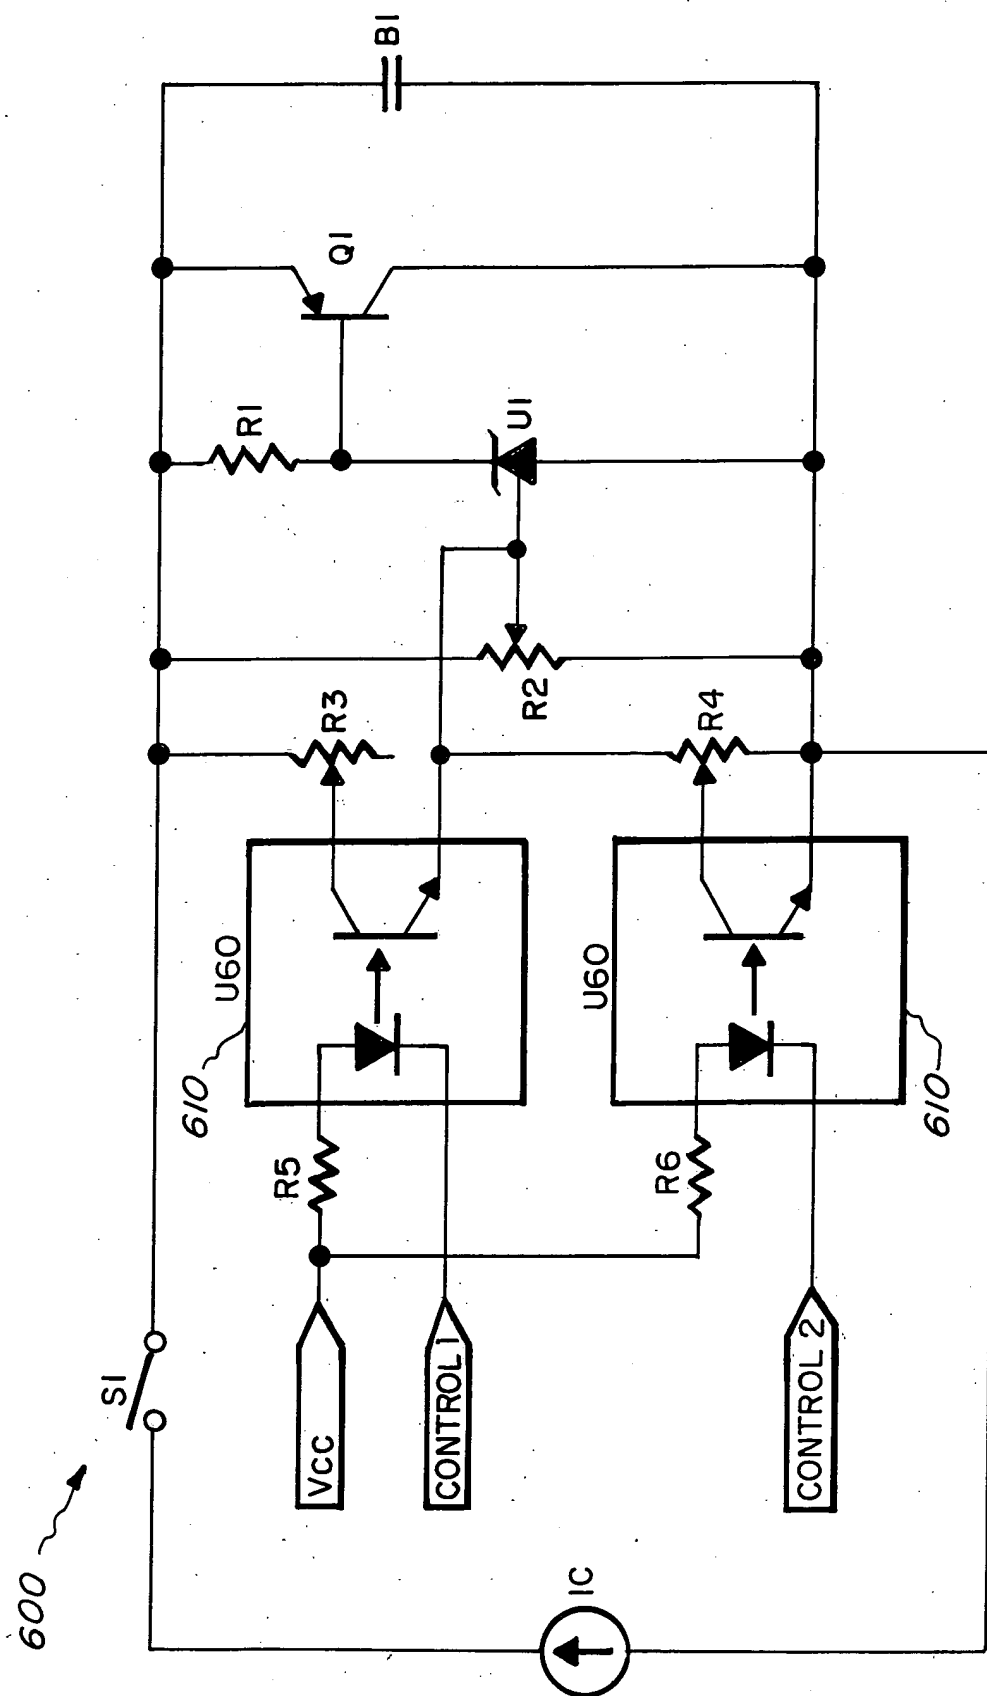 600
S1
B1
Q1
R1
U1
R2
R3
R4
U60
610
U60
610
R5
R6
VCC
CONTROL 1
CONTROL 2
IC